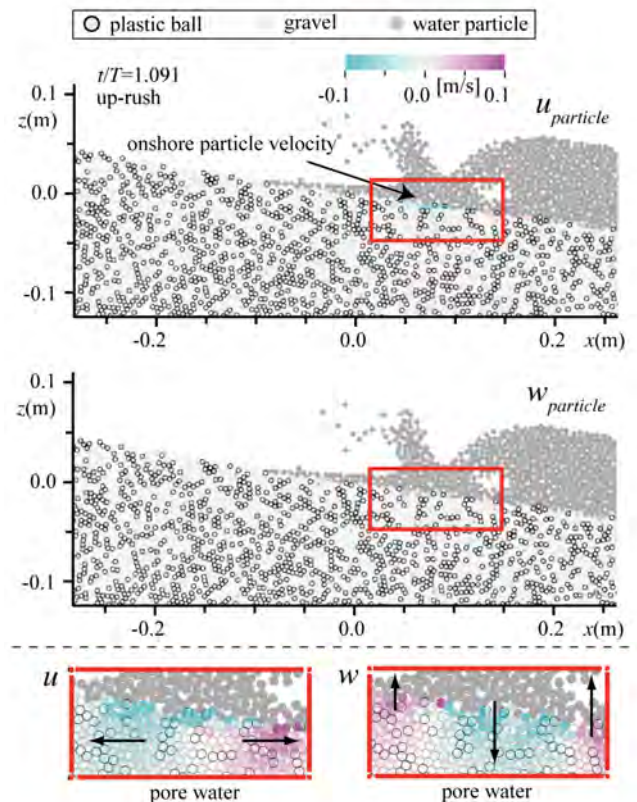 plastic ball gravel water particle
t/T=1.091
up-rush
-0.1 0.0 [m/s] 0.1
u particle
onshore particle velocity
0.1
z(m)
0.0
-0.1
-0.2 0.0 0.2 x(m)
0.1
z(m)
w particle
0.0
-0.1
-0.2 0.0 0.2 x(m)
u w
pore water pore water